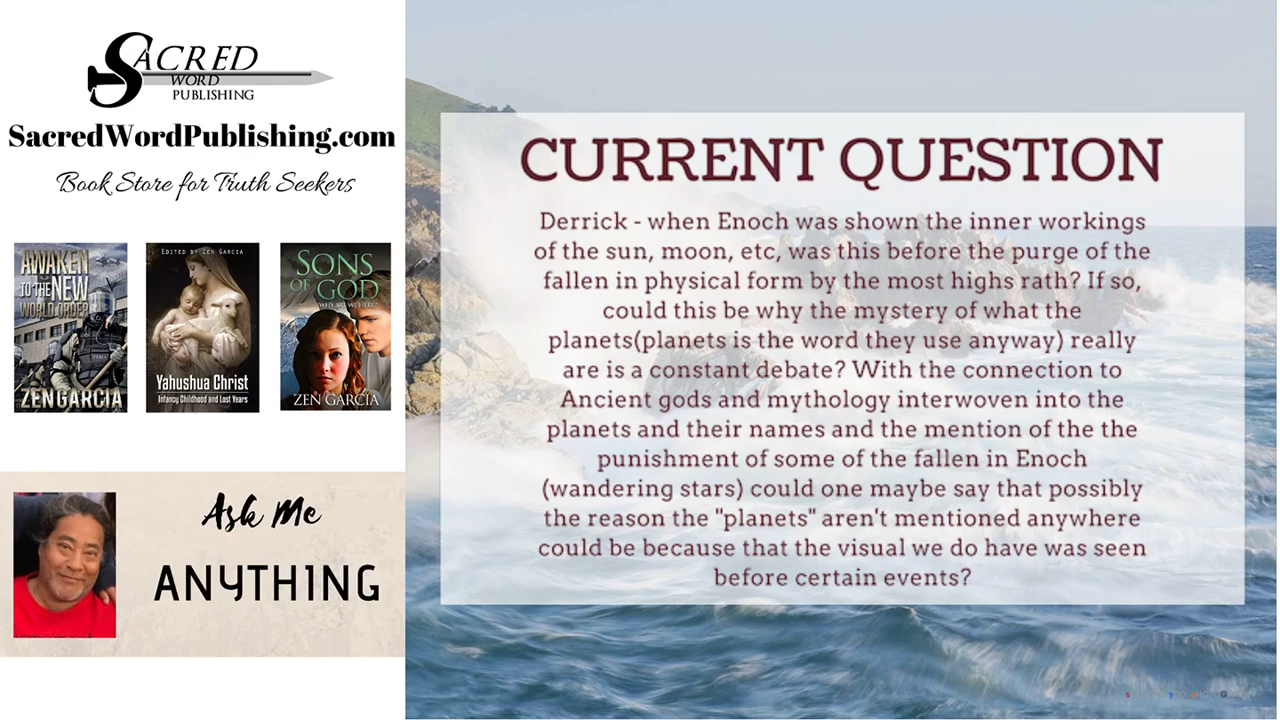 SACRED
WORD
PUBLISHING
SacredWordPublishing.com
Book Store for Truth Seekers
AWAKEN
TO THE NEW
WORLD ORDER
ZEN GARCIA
EDITED BY ZEN GARCIA
Yahushua Christ
Infancy Childhood and Lost Years
SONS
OF GOD
WHY ARE WE HERE?
ZEN GARCIA
Ask Me
ANYTHING
CURRENT QUESTION
Derrick - when Enoch was shown the inner workings
of the sun, moon, etc, was this before the purge of the
fallen in physical form by the most highs rath? If so,
could this be why the mystery of what the
planets(planets is the word they use anyway) really
are is a constant debate? With the connection to
Ancient gods and mythology interwoven into the
planets and their names and the mention of the the
punishment of some of the fallen in Enoch
(wandering stars) could one maybe say that possibly
the reason the "planets" aren't mentioned anywhere
could be because that the visual we do have was seen
before certain events?